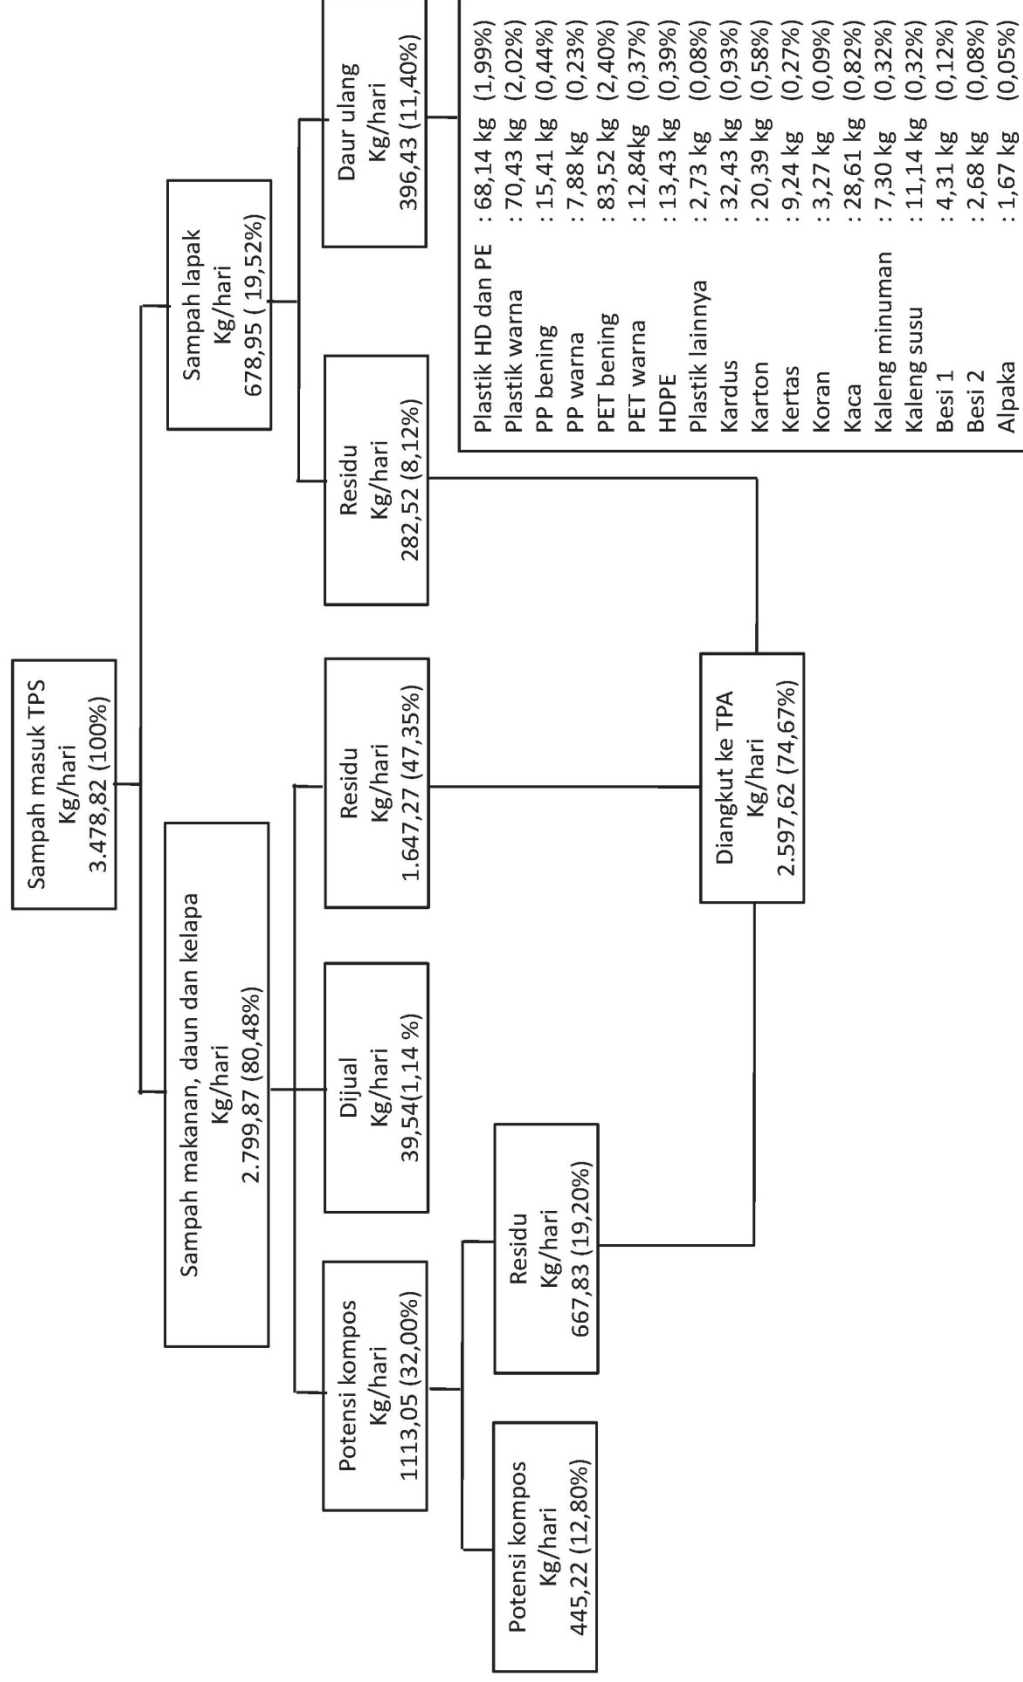 Sampah masuk TPS
Kg/hari
3.478,82 (100%)
Sampah makanan, daun dan kelapa
Kg/hari
2.799,87 (80,48%)
Sampah lapak
Kg/hari
678,95 ( 19,52%)
Potensi kompos
Kg/hari
1113,05 (32,00%)
Dijual
Kg/hari
39,54(1,14 %)
Residu
Kg/hari
1.647,27 (47,35%)
Residu
Kg/hari
282,52 (8,12%)
Daur ulang
Kg/hari
396,43 (11,40%)
Potensi kompos
Kg/hari
445,22 (12,80%)
Residu
Kg/hari
667,83 (19,20%)
Diangkut ke TPA
Kg/hari
2.597,62 (74,67%)
Plastik HD dan PE : 68,14 kg (1,99%)
Plastik warna : 70,43 kg (2,02%)
PP bening : 15,41 kg (0,44%)
PP warna : 7,88 kg (0,23%)
PET bening : 83,52 kg (2,40%)
PET warna : 12,84kg (0,37%)
HDPE : 13,43 kg (0,39%)
Plastik lainnya : 2,73 kg (0,08%)
Kardus : 32,43 kg (0,93%)
Karton : 20,39 kg (0,58%)
Kertas : 9,24 kg (0,27%)
Koran : 3,27 kg (0,09%)
Kaca : 28,61 kg (0,82%)
Kaleng minuman : 7,30 kg (0,32%)
Kaleng susu : 11,14 kg (0,32%)
Besi 1 : 4,31 kg (0,12%)
Besi 2 : 2,68 kg (0,08%)
Alpaka : 1,67 kg (0,05%)